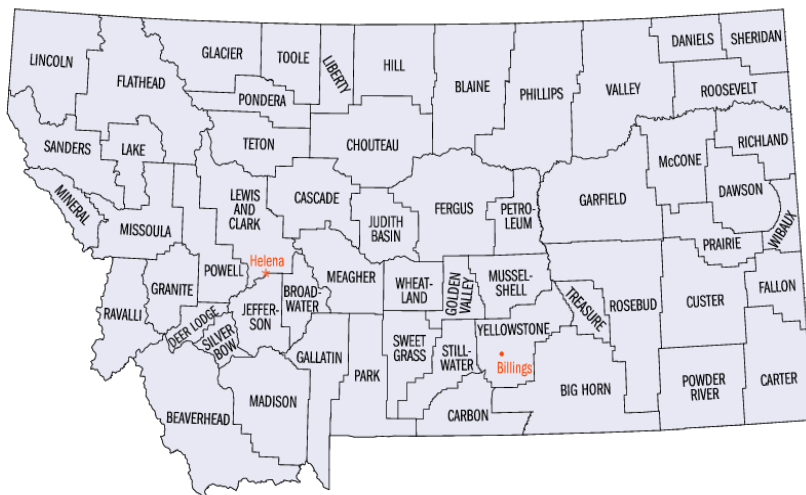 LINCOLN
FLATHEAD
GLACIER
TOOLE
LIBERTY
HILL
BLAINE
PHILLIPS
VALLEY
DANIELS
SHERIDAN
ROOSEVELT
PONDERA
SANDERS
LAKE
TETON
CHOUTEAU
McCONE
RICHLAND
MINERAL
MISSOULA
LEWIS
AND
CLARK
CASCADE
JUDITH
BASIN
FERGUS
PETRO-
LEUM
GARFIELD
DAWSON
WIBAUX
PRAIRIE
Helena
POWELL
GRANITE
RAVALLI
DEER LODGE
SILVER
BOW
JEFFER-
SON
BROAD-
WATER
MEAGHER
WHEAT-
LAND
GOLDEN
VALLEY
MUSSEL-
SHELL
TREASURE
ROSEBUD
CUSTER
FALLON
GALLATIN
PARK
SWEET
GRASS
STILL-
WATER
YELLOWSTONE
Billings
BIG HORN
POWDER
RIVER
CARTER
BEAVERHEAD
MADISON
CARBON